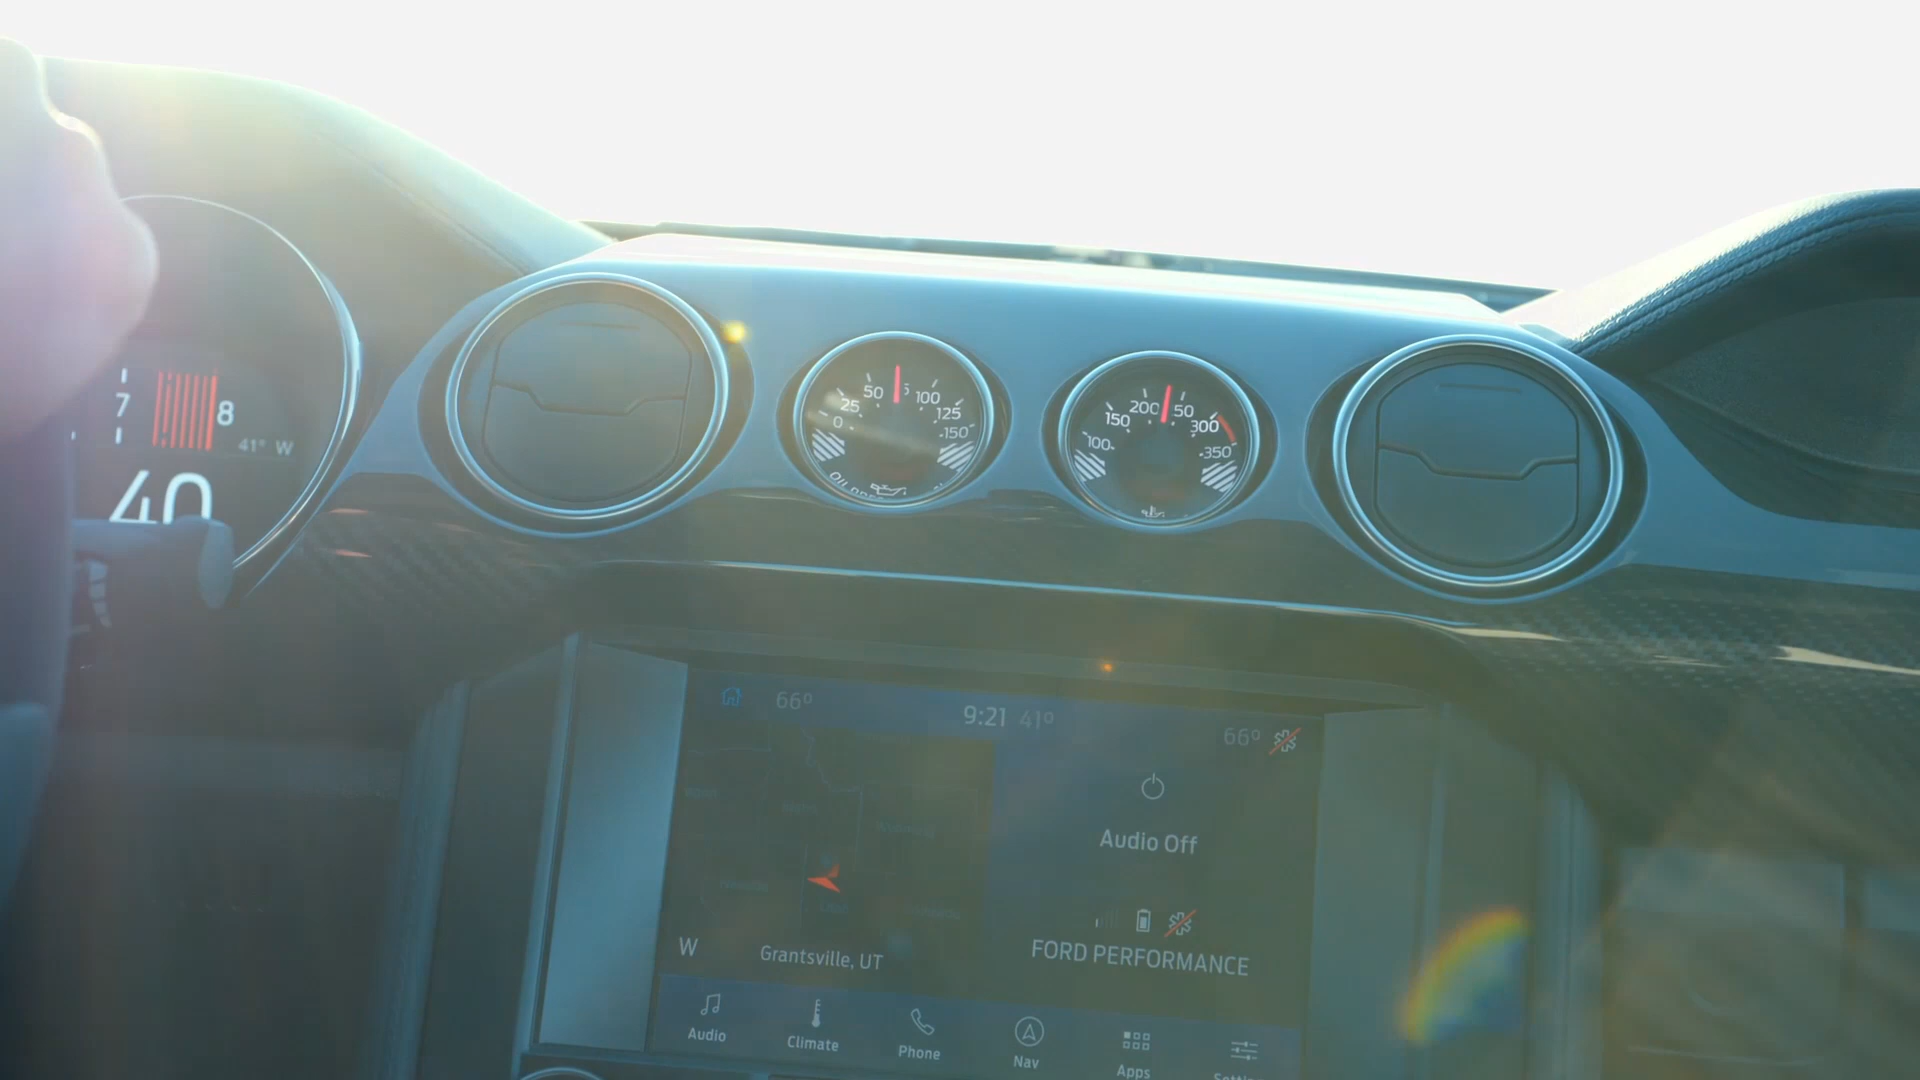 7
8
41° W
40
0
25
50
5
100
125
150
100
150
200
50
300
350
66°
9:21 41°
66°
Audio Off
FORD PERFORMANCE
W
Grantsville, UT
Audio
Climate
Phone
Nav
Apps